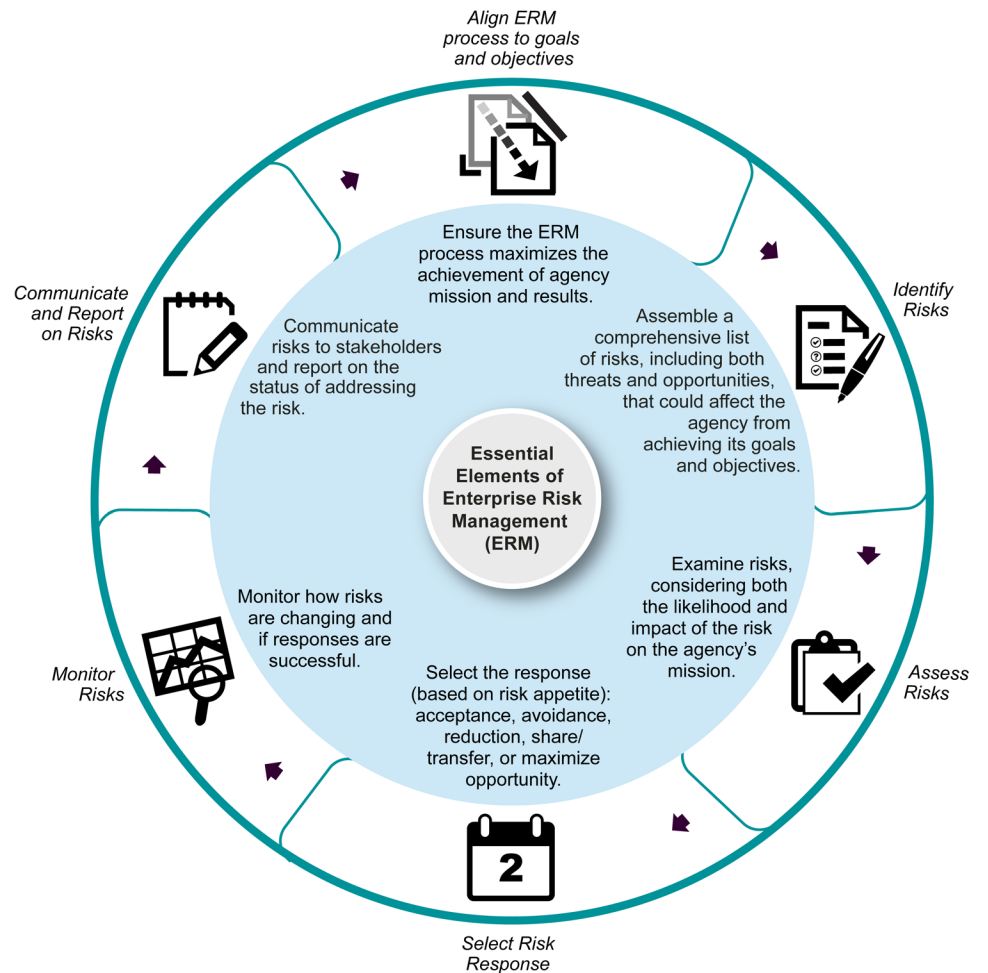 Align ERM
process to goals
and objectives
Ensure the ERM
process maximizes the
achievement of agency
mission and results.
Identify
Risks
Assemble a
comprehensive list
of risks, including both
threats and opportunities,
that could affect the
agency from
achieving its goals
and objectives.
Assess
Risks
Examine risks,
considering both
the likelihood and
impact of the risk
on the agency’s
mission.
Select the response
(based on risk appetite):
acceptance, avoidance,
reduction, share/
transfer, or maximize
opportunity.
2
Select Risk
Response
Monitor
Risks
Monitor how risks
are changing and
if responses are
successful.
Communicate
and Report
on Risks
Communicate
risks to stakeholders
and report on the
status of addressing
the risk.
Essential
Elements of
Enterprise Risk
Management
(ERM)